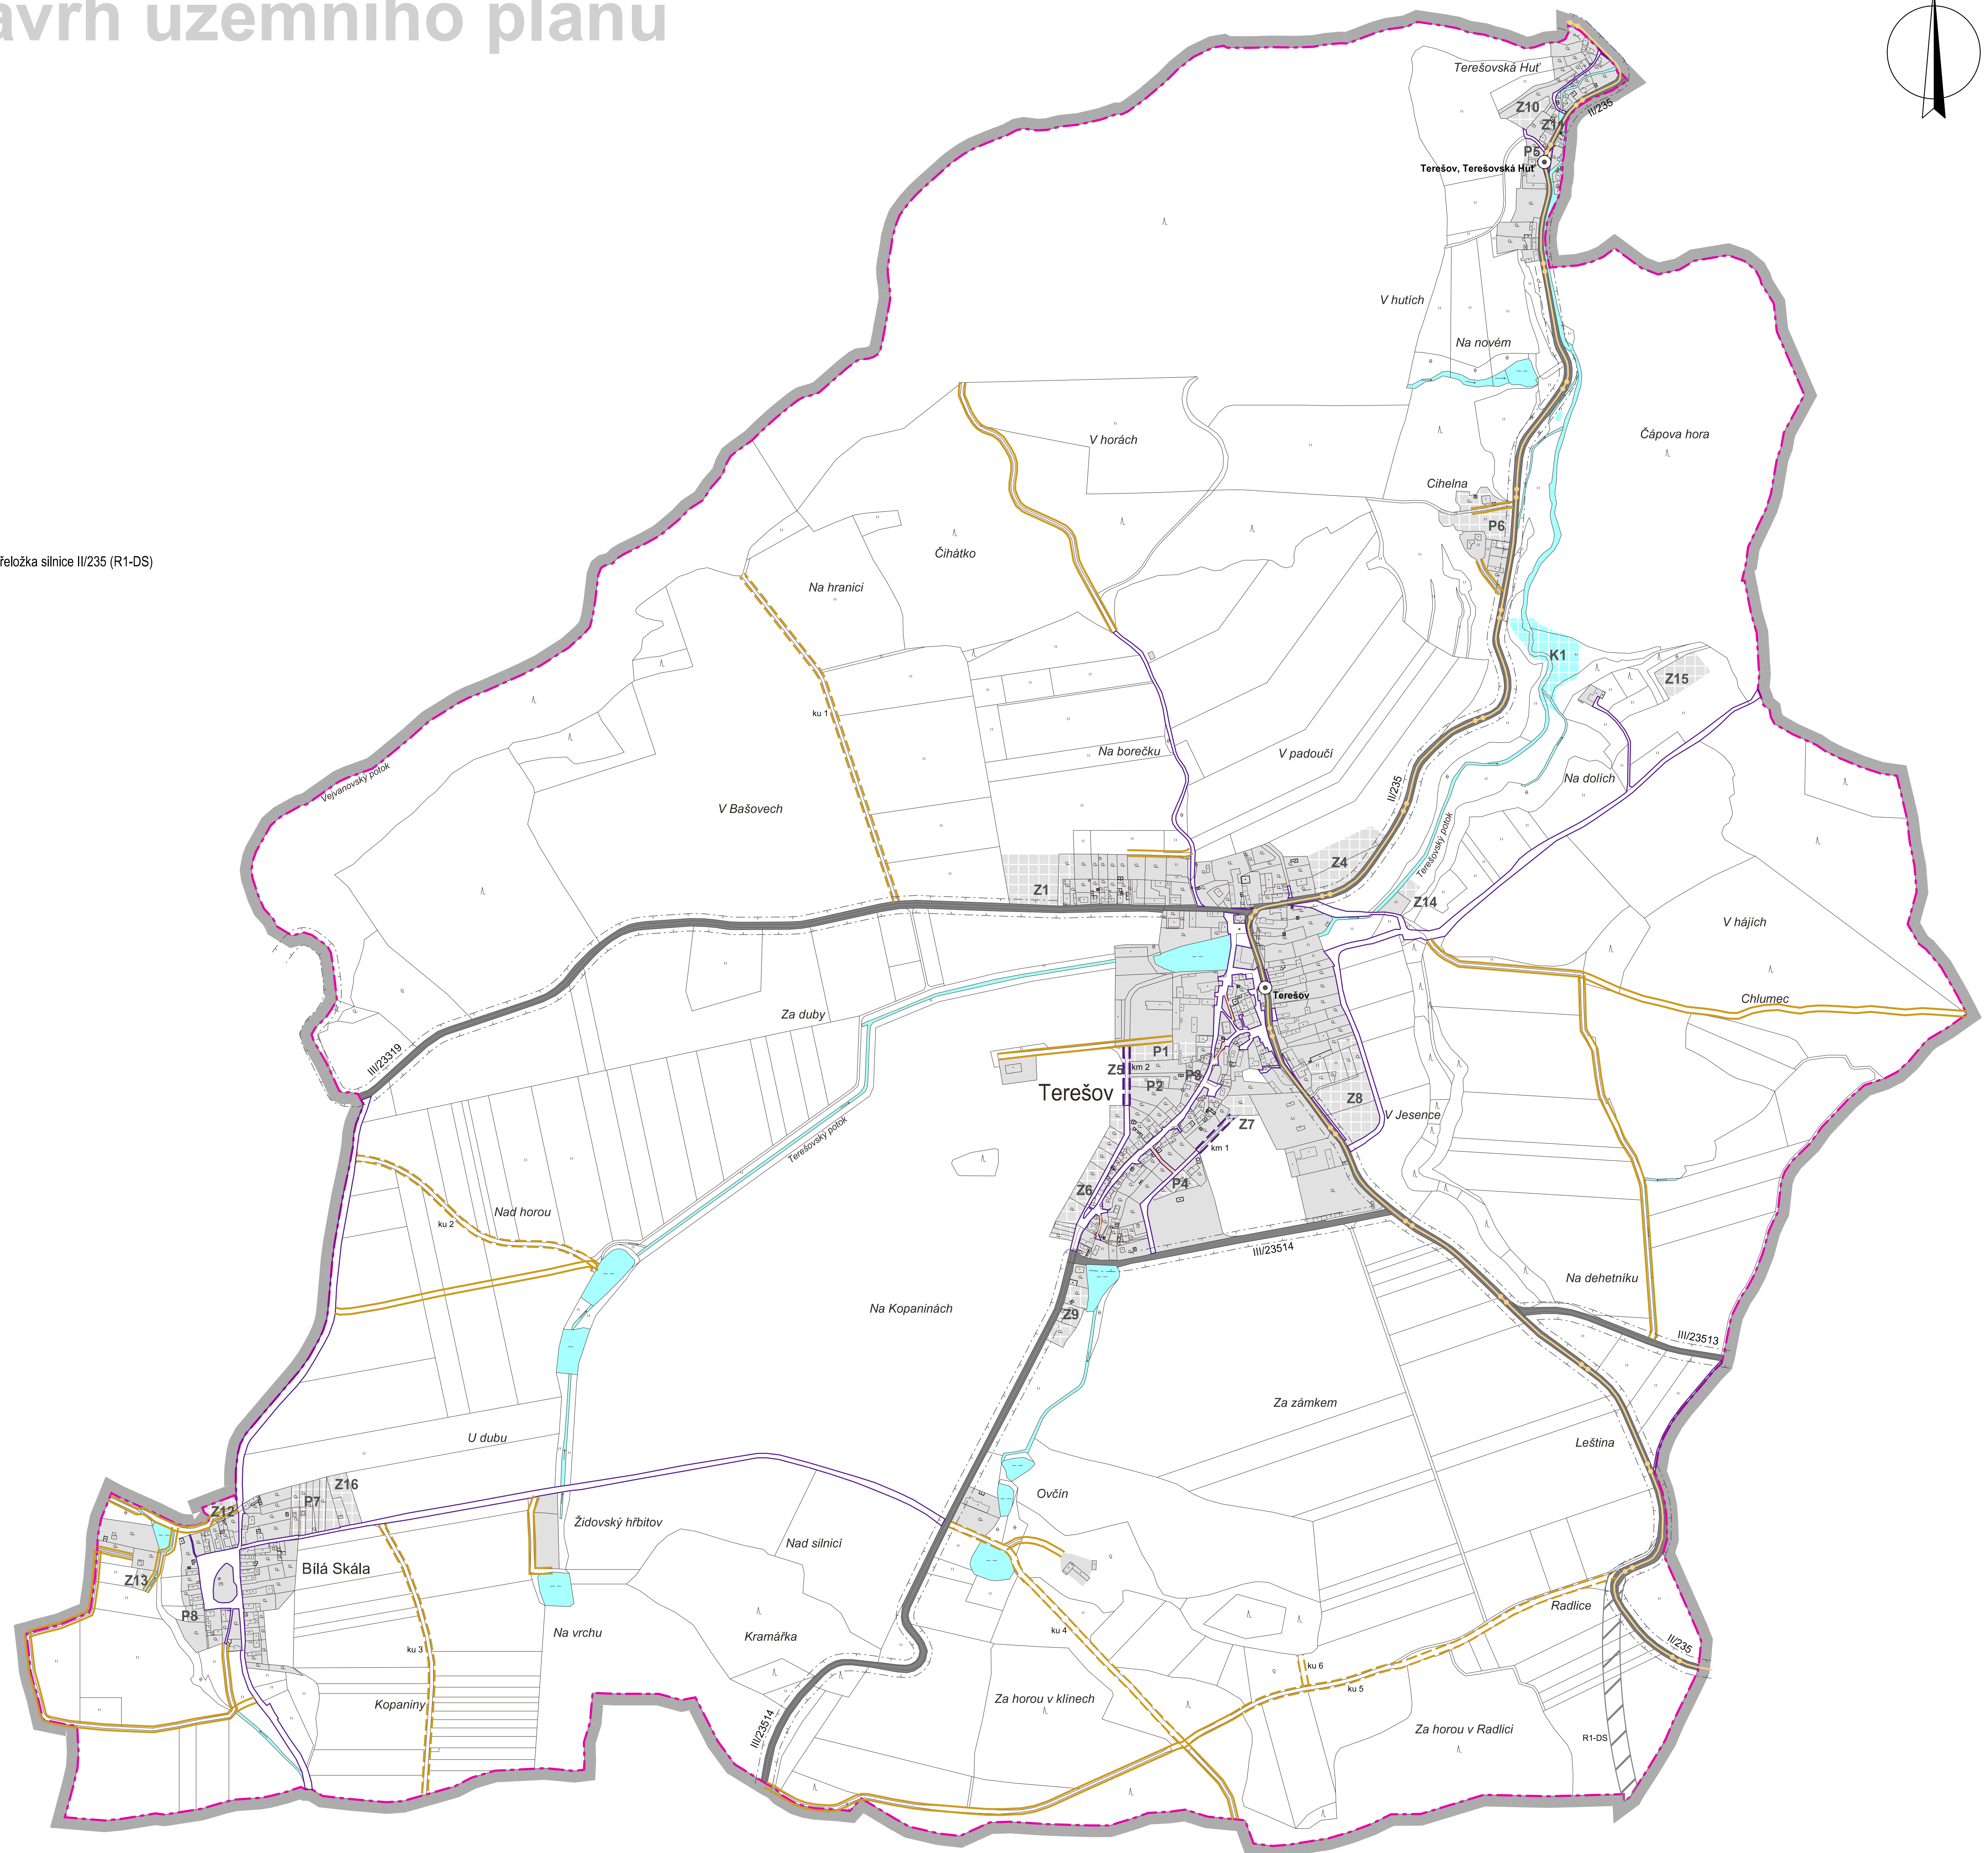 avrh uzemního plánu
Terešovská Huť
Z10
II/235
Z11
P5
Terešov, Terešovská Huť
V hutích
Na novém
V horách
Čápova hora
Cihelna
P6
Čihátko
řeložka silnice II/235 (R1-DS)
Na hranici
K1
Z15
ku 1
Na borečku
V padoučí
Na dolích
II/235
Vejvanovský potok
V Bašovech
Terešovský potok
Z4
Z1
Z14
V hájích
Terešov
Chlumec
Za duby
III/23319
P1
Z5
km 2
P2
P3
Terešov
Z8
V Jesence
Z7
Terešovský potok
km 1
P4
Z6
Nad horou
ku 2
III/23514
Na dehetníku
Na Kopaninách
Z9
III/23513
Za zámkem
U dubu
Leština
Z16
Ovčín
P7
Z12
Židovský hřbitov
Nad silnicí
Bílá Skála
Z13
Radlice
P8
ku 4
Na vrchu
Kramářka
II/235
ku 3
ku 6
ku 5
Za horou v klínech
Kopaniny
Za horou v Radlici
III/23514
R1-DS